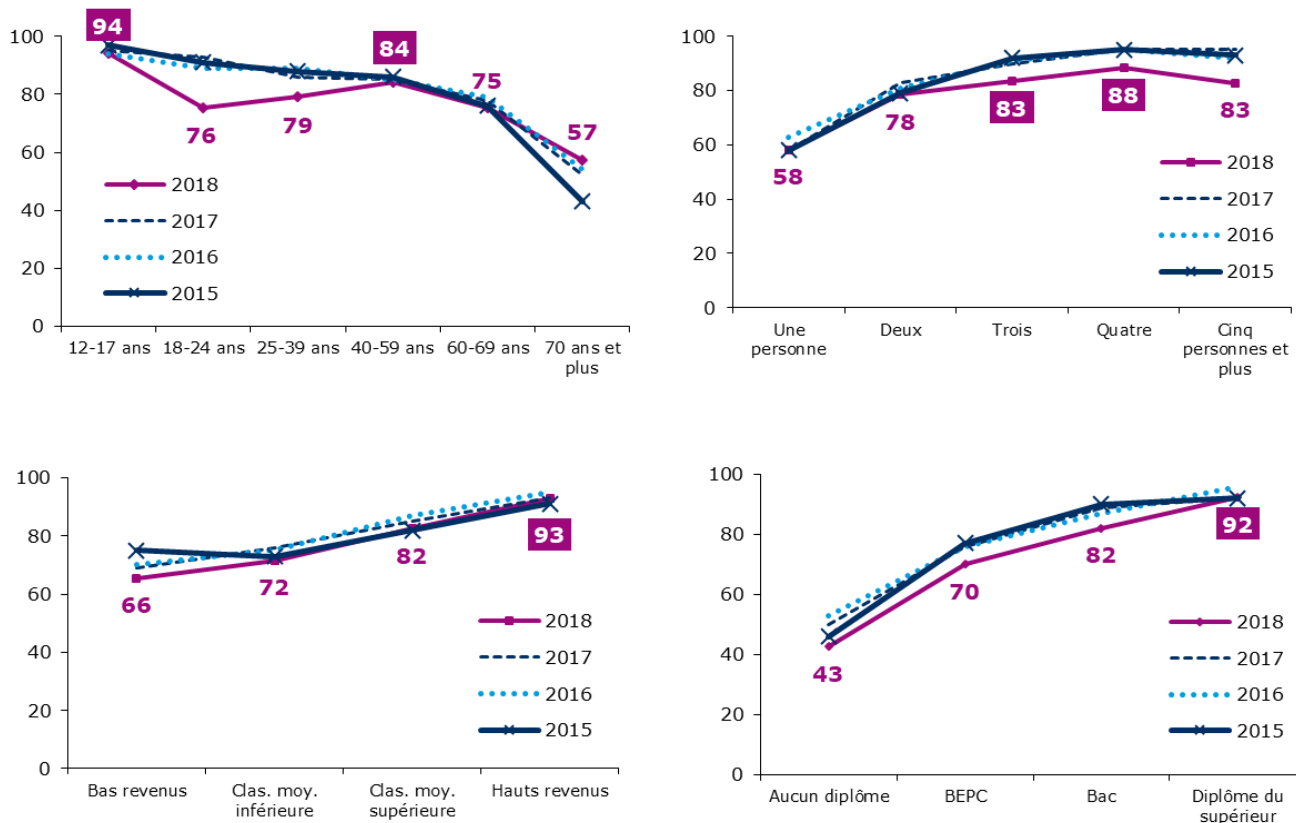 94
100
84
80
75
76
79
57
60
40
20
0
2018
2017
2016
2015
12-17 ans
18-24 ans
25-39 ans
40-59 ans
60-69 ans
70 ans et
plus
100
80
60
40
20
0
58
78
83
88
83
2018
2017
2016
2015
Une
personne
Deux
Trois
Quatre
Cinq
personnes et
plus
100
80
60
40
20
0
66
72
82
93
2018
2017
2016
2015
Bas revenus
Clas. moy.
inférieure
Clas. moy.
supérieure
Hauts revenus
100
80
60
40
20
0
43
70
82
92
2018
2017
2016
2015
Aucun diplôme
BEPC
Bac
Diplôme du
supérieur